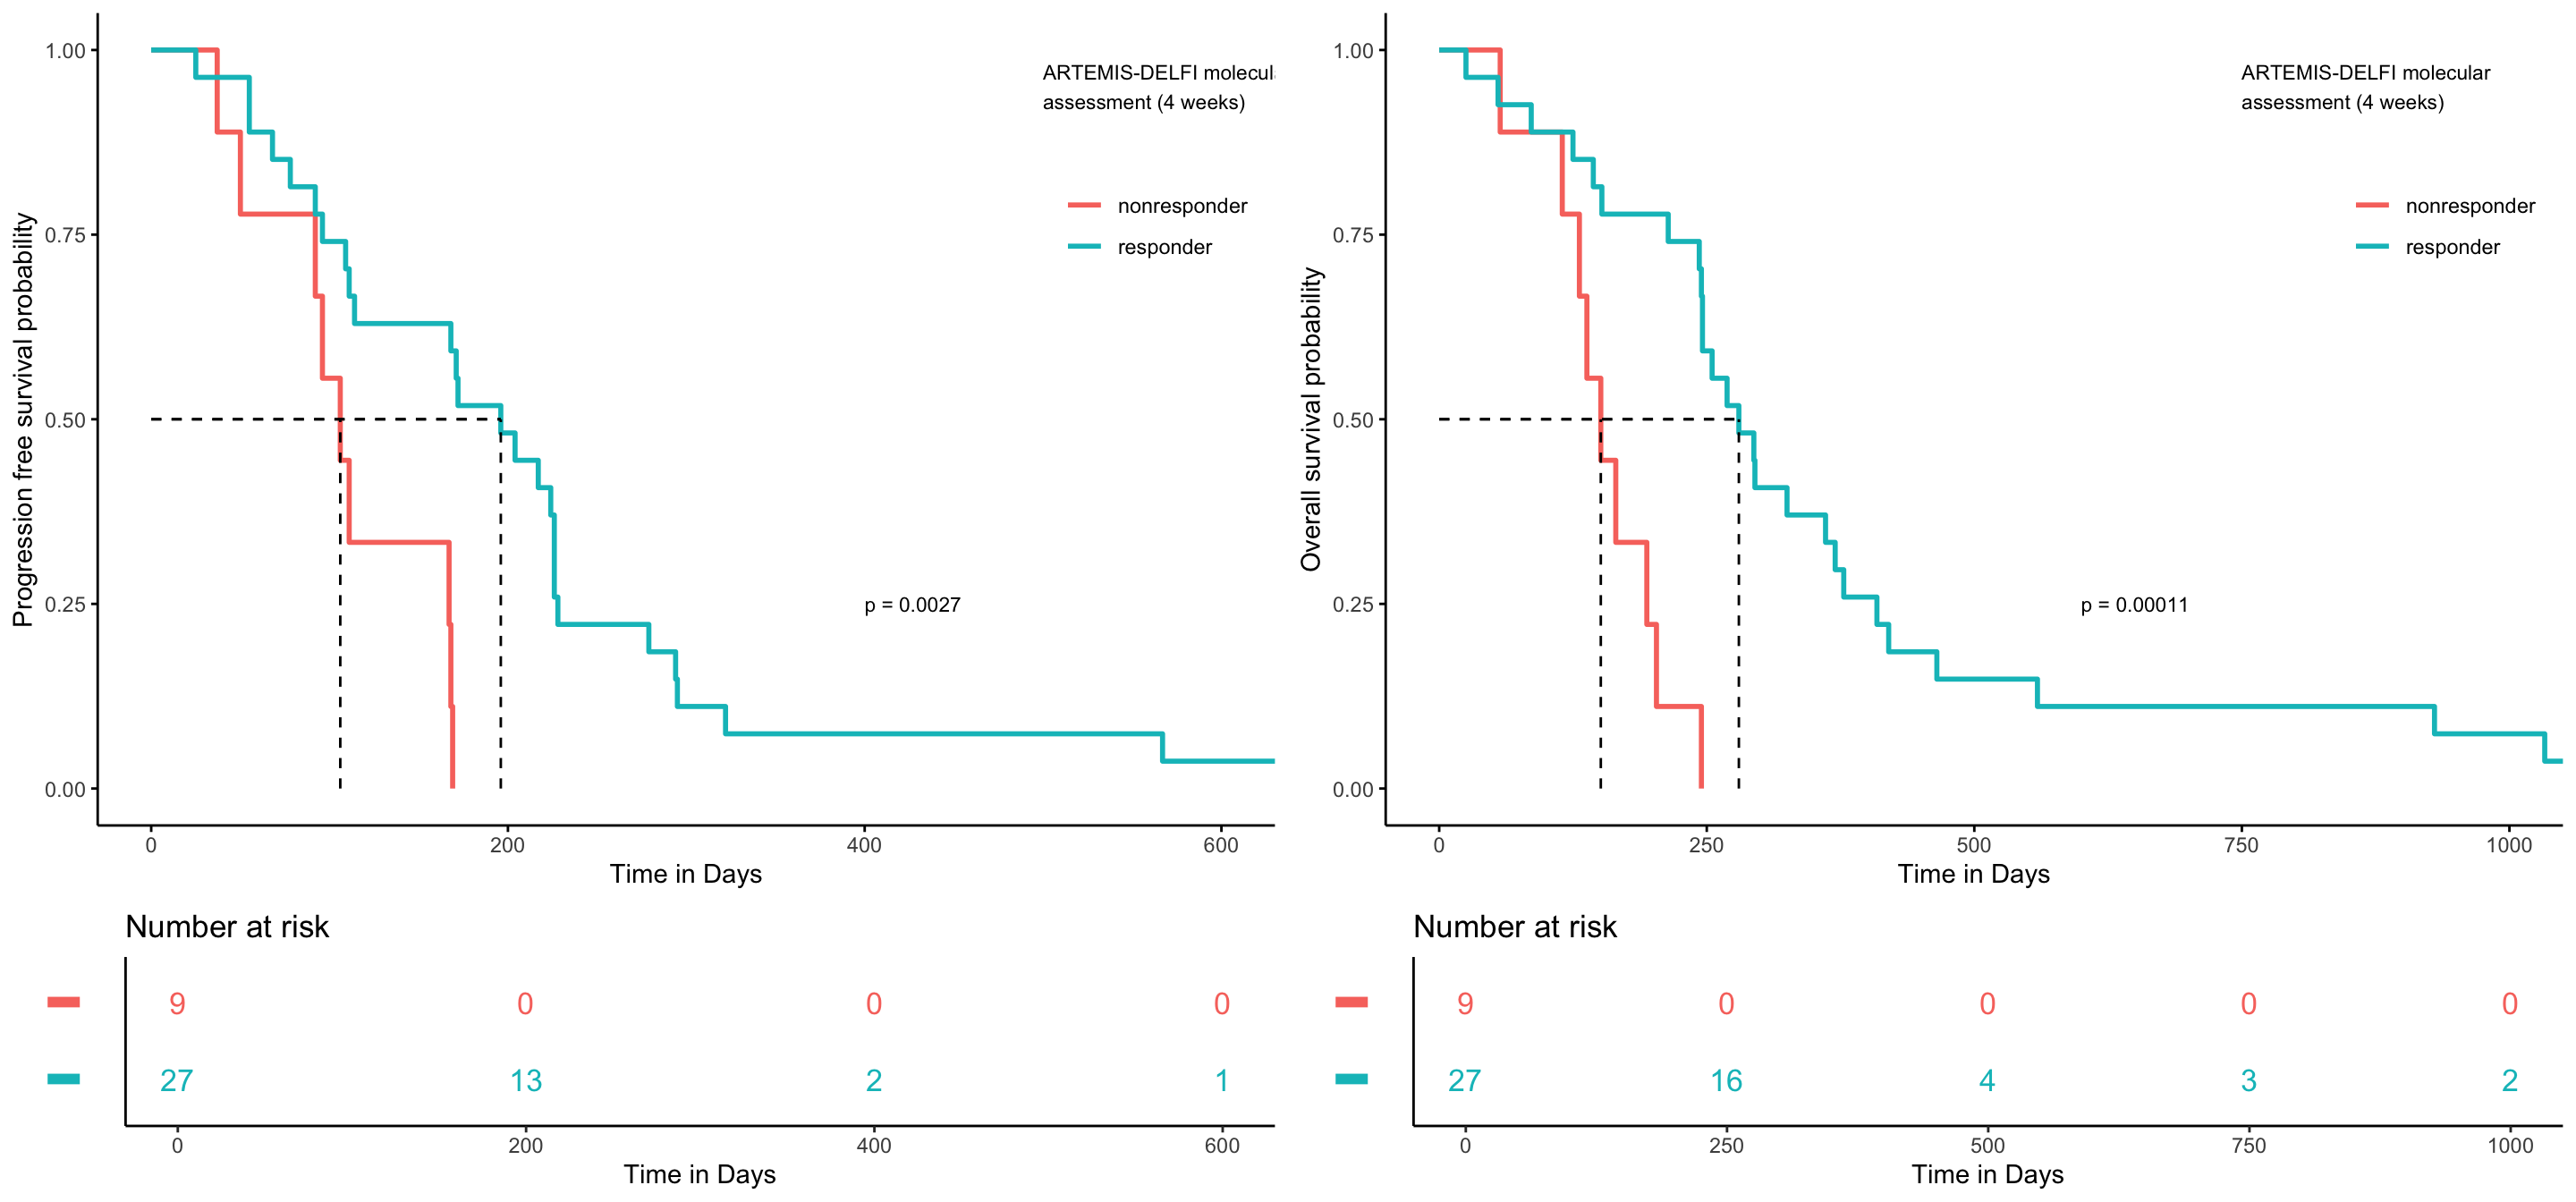 ARTEMIS-DELFI molecul
assessment (4 weeks)
nonresponder
responder
Progression free survival probability
1.00
0.75
0.50
0.25
0.00
p = 0.0027
0 200 400 600
Time in Days
Number at risk
9 0 0 0
27 13 2 1
0 200 400 600
Time in Days
ARTEMIS-DELFI molecular
assessment (4 weeks)
nonresponder
responder
Overall survival probability
1.00
0.75
0.50
0.25
0.00
p = 0.00011
0 250 500 750 1000
Time in Days
Number at risk
9 0 0 0 0
27 16 4 3 2
0 250 500 750 1000
Time in Days